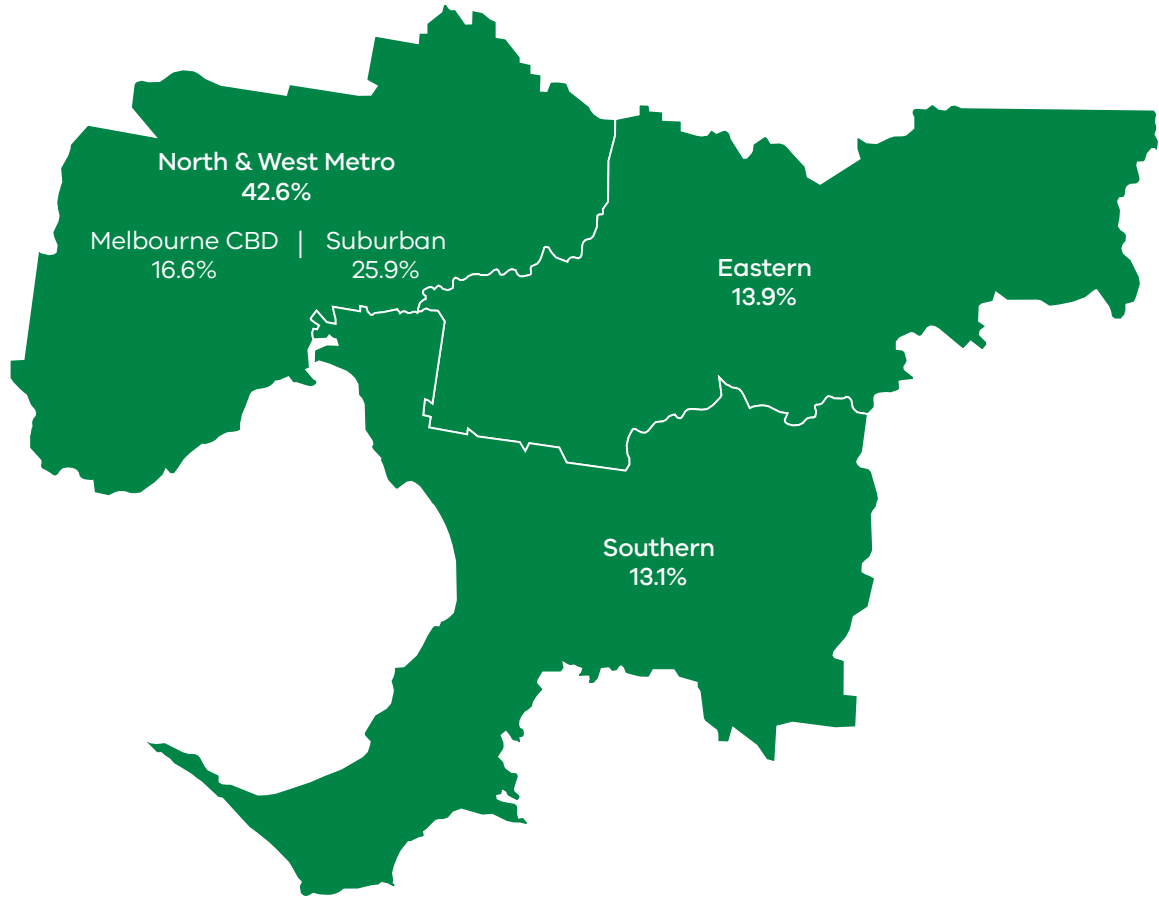 North & West Metro
42.6%
Melbourne CBD | Suburban
16.6% 25.9%
Eastern
13.9%
Southern
13.1%